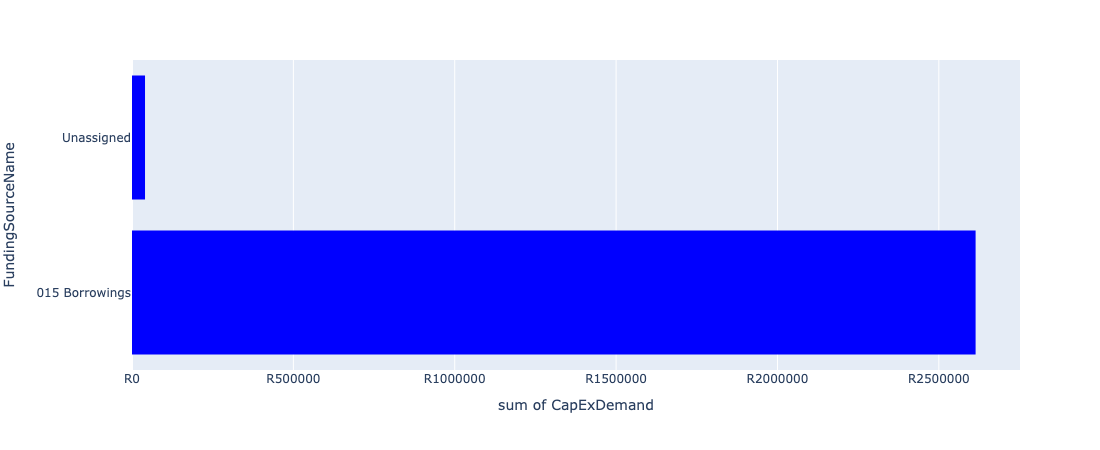 FundingSourceName
Unassigned
015 Borrowings
R0
R500000
R1000000
R1500000
R2000000
R2500000
sum of CapExDemand